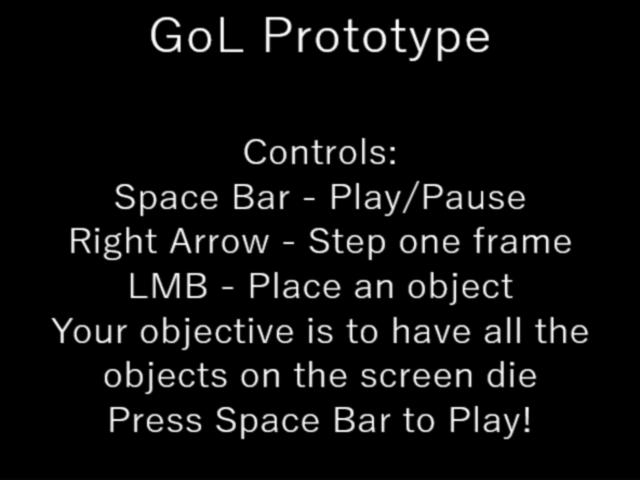 GoL Prototype
Controls:
Space Bar - Play/Pause
Right Arrow - Step one frame
LMB - Place an object
Your objective is to have all the
objects on the screen die
Press Space Bar to Play!